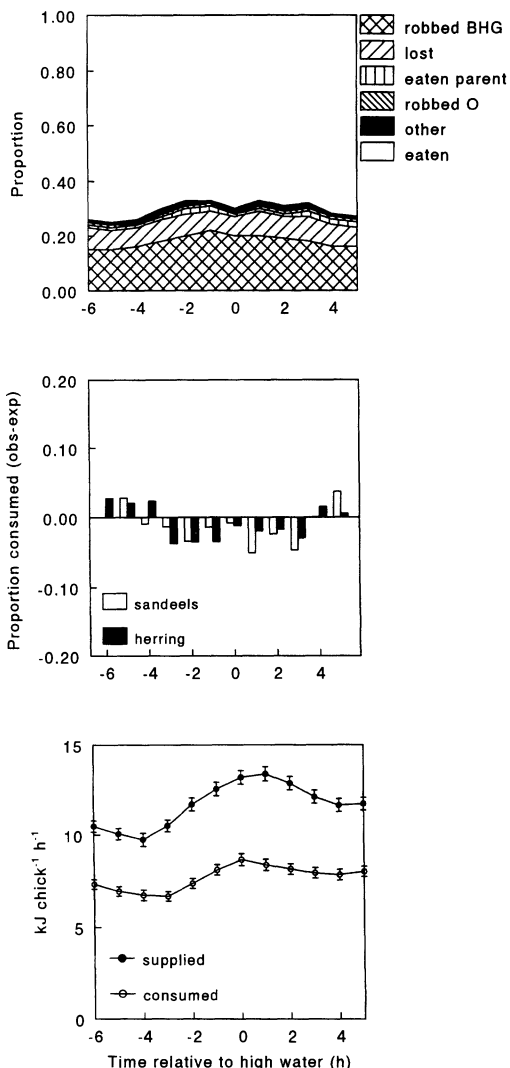 1.00
0.80
0.60
0.40
0.20
0.00
Proportion
-6 -4 -2 0 2 4
robbed BHG
lost
eaten parent
robbed O
other
eaten
0.20
0.10
0.00
-0.10
-0.20
Proportion consumed (obs-exp)
sandeels
herring
-6 -4 -2 0 2 4
15
10
5
0
kJ chick⁻¹ h⁻¹
supplied
consumed
-6 -4 -2 0 2 4
Time relative to high water (h)